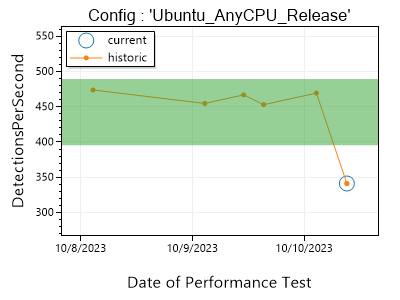 Config : 'Ubuntu_AnyCPU_Release'
current
historic
DetectionsPerSecond
550
500
450
400
350
300
10/8/2023
10/9/2023
10/10/2023
Date of Performance Test